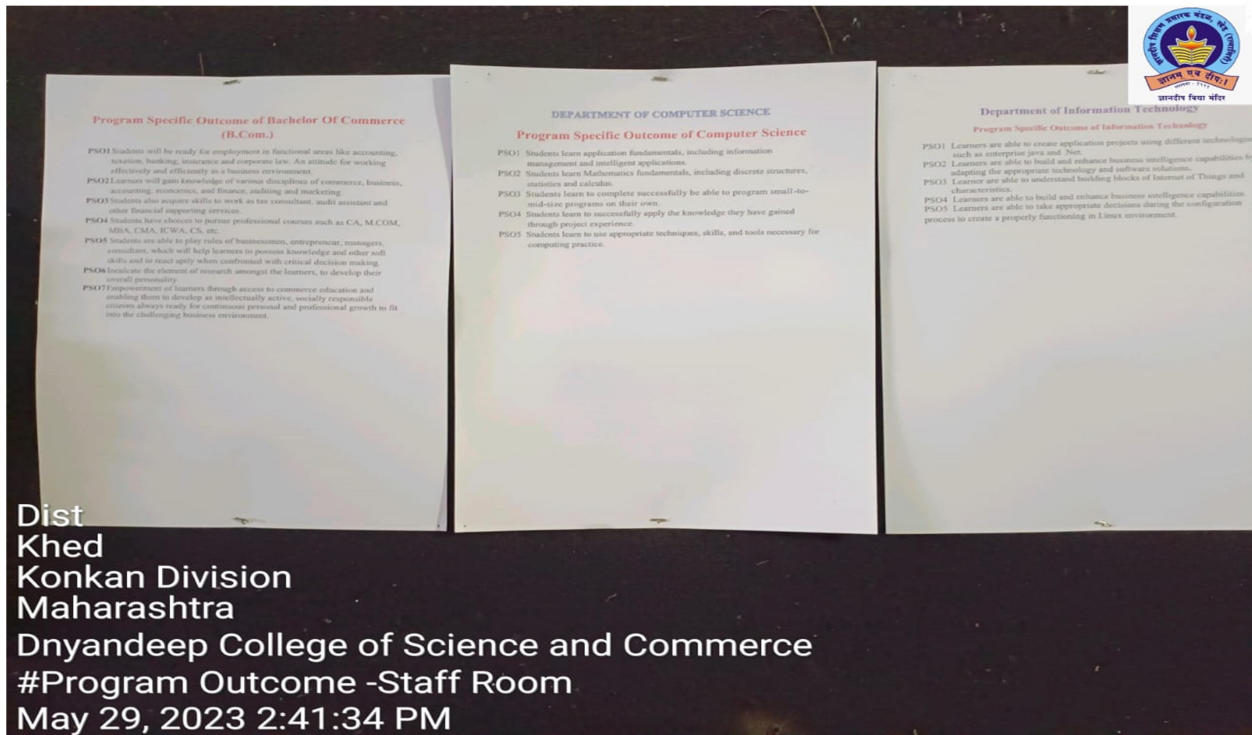 Program Specific Outcome of Bachelor Of Commerce
(B.Com.)
PSO1 Students will be ready for employment in functional areas like accounting,
taxation, banking, insurance and corporate law. An attitude for working
effectively and efficiently in a business environment.
PSO2 Learners will gain knowledge of various disciplines of commerce, business,
accounting, economics, and finance, auditing and marketing.
PSO3 Students also acquire skills to work as tax consultant, audit assistant and
other financial supporting services.
PSO4 Students have choices to pursue professional courses such as CA, M.COM,
MBA, CMA, ICWA, CS, etc.
PSO5 Students are able to play roles of businessmen, entrepreneur, managers,
consultant, which will help learners to possess knowledge and other soft
skills and to react aptly when confronted with critical decision making.
PSO6 Inculcate the element of research amongst the learners, to develop their
overall personality.
PSO7 Empowerment of learners through access to commerce education and
enabling them to develop as intellectually active, socially responsible
citizens always ready for continuous personal and professional growth to fit
into the challenging business environment.
DEPARTMENT OF COMPUTER SCIENCE
Program Specific Outcome of Computer Science
PSO1 Students learn application fundamentals, including information
management and intelligent applications.
PSO2 Students learn Mathematics fundamentals, including discrete structures,
statistics and calculus.
PSO3 Students learn to complete successfully be able to program small-to-
mid-size programs on their own.
PSO4 Students learn to successfully apply the knowledge they have gained
through project experience.
PSO5 Students learn to use appropriate techniques, skills, and tools necessary for
computing practice.
Department of Information Technology
Program Specific Outcome of Information Technology
PSO1 Learners are able to create application projects using different
such as enterprise java and .Net.
PSO2 Learners are able to build and enhance business intelligence capabilities
adapting the appropriate technology and software solutions.
PSO3 Learner are able to understand building blocks of Internet of Things and
characteristics.
PSO4 Learners are able to build and enhance business intelligence capabilities.
PSO5 Learners are able to take appropriate decisions during the configuration
process to create a properly functioning in Linux environment.
ज्ञानदीप शिक्षण प्रसारक मंडळ, खेड (रत्नागिरी)
ज्ञानम् एव दीपः।
ज्ञानदीप विद्या मंदिर
Dist
Khed
Konkan Division
Maharashtra
Dnyandeep College of Science and Commerce
#Program Outcome -Staff Room
May 29, 2023 2:41:34 PM